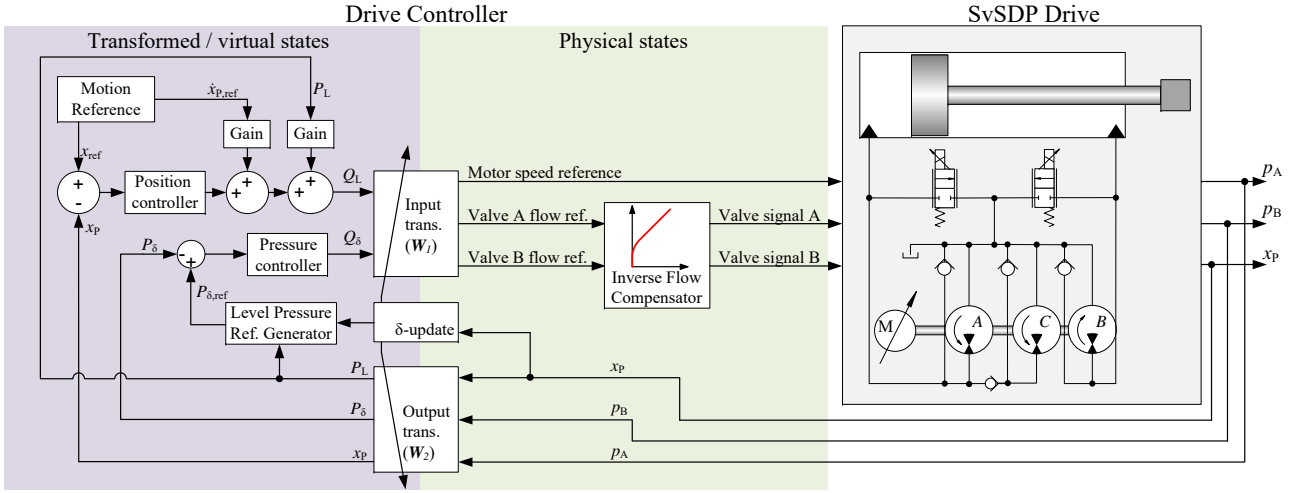 Drive Controller
SvSDP Drive
Transformed / virtual states
Physical states
Motion
Reference
ẋP,ref
PL
Gain
Gain
xref
+
-
Position
controller
+
+
+
+
QL
Input
trans.
(W1)
Motor speed reference
Valve A flow ref.
Valve B flow ref.
Inverse Flow
Compensator
Valve signal A
Valve signal B
pA
pB
xP
xP
Pδ
-
+
Pressure
controller
Qδ
Pδ,ref
Level Pressure
Ref. Generator
δ-update
M
A
C
B
PL
xP
Pδ
Output
trans.
(W2)
pB
xP
pA